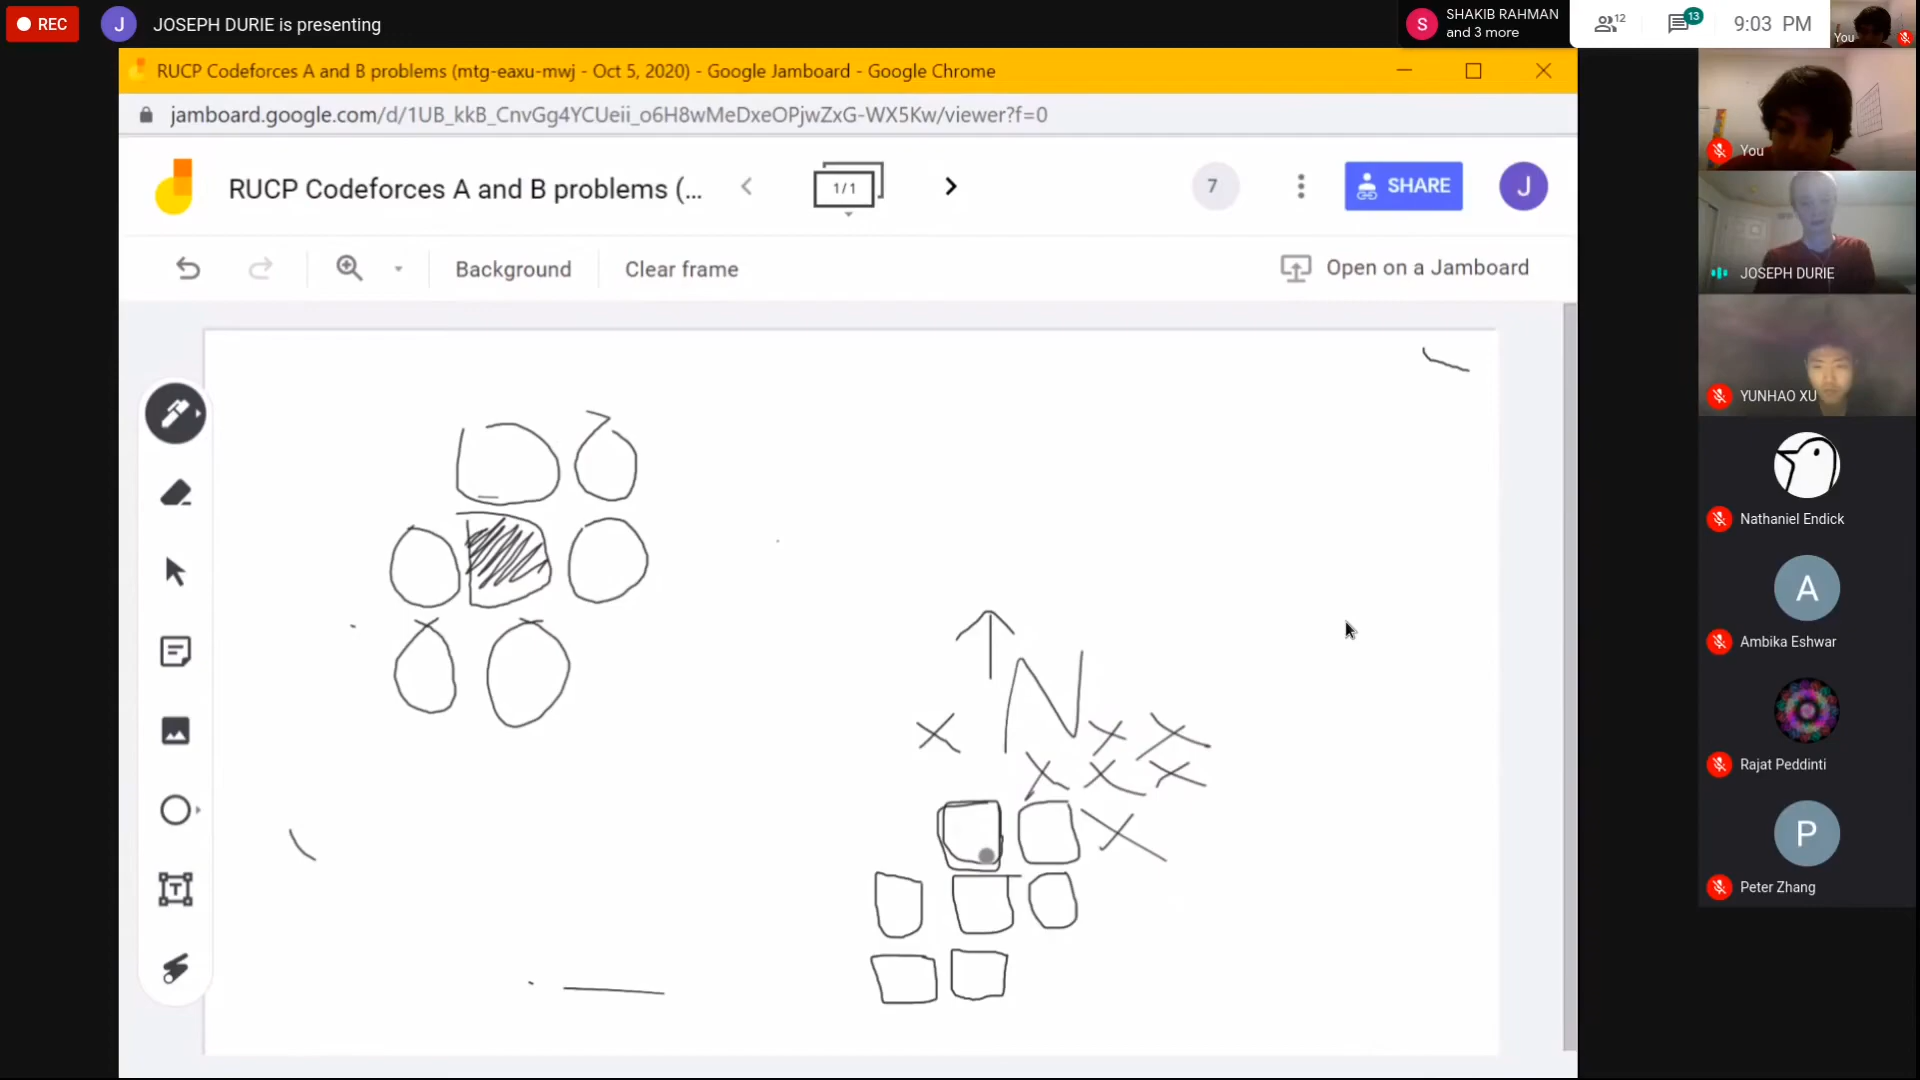 REC
J
JOSEPH DURIE is presenting
S
SHAKIB RAHMAN
and 3 more
12
13
9:03 PM
You
RUCP Codeforces A and B problems (mtg-eaxu-mwj - Oct 5, 2020) - Google Jamboard - Google Chrome
jamboard.google.com/d/1UB_kkB_CnvGg4YCUeii_o6H8wMeDxeOPjwZxG-WX5Kw/viewer?f=0
You
RUCP Codeforces A and B problems (...
1/1
7
SHARE
J
Background
Clear frame
Open on a Jamboard
JOSEPH DURIE
YUNHAO XU
Nathaniel Endick
A
Ambika Eshwar
N
X
X X
X X X
X
T
Rajat Peddinti
P
Peter Zhang